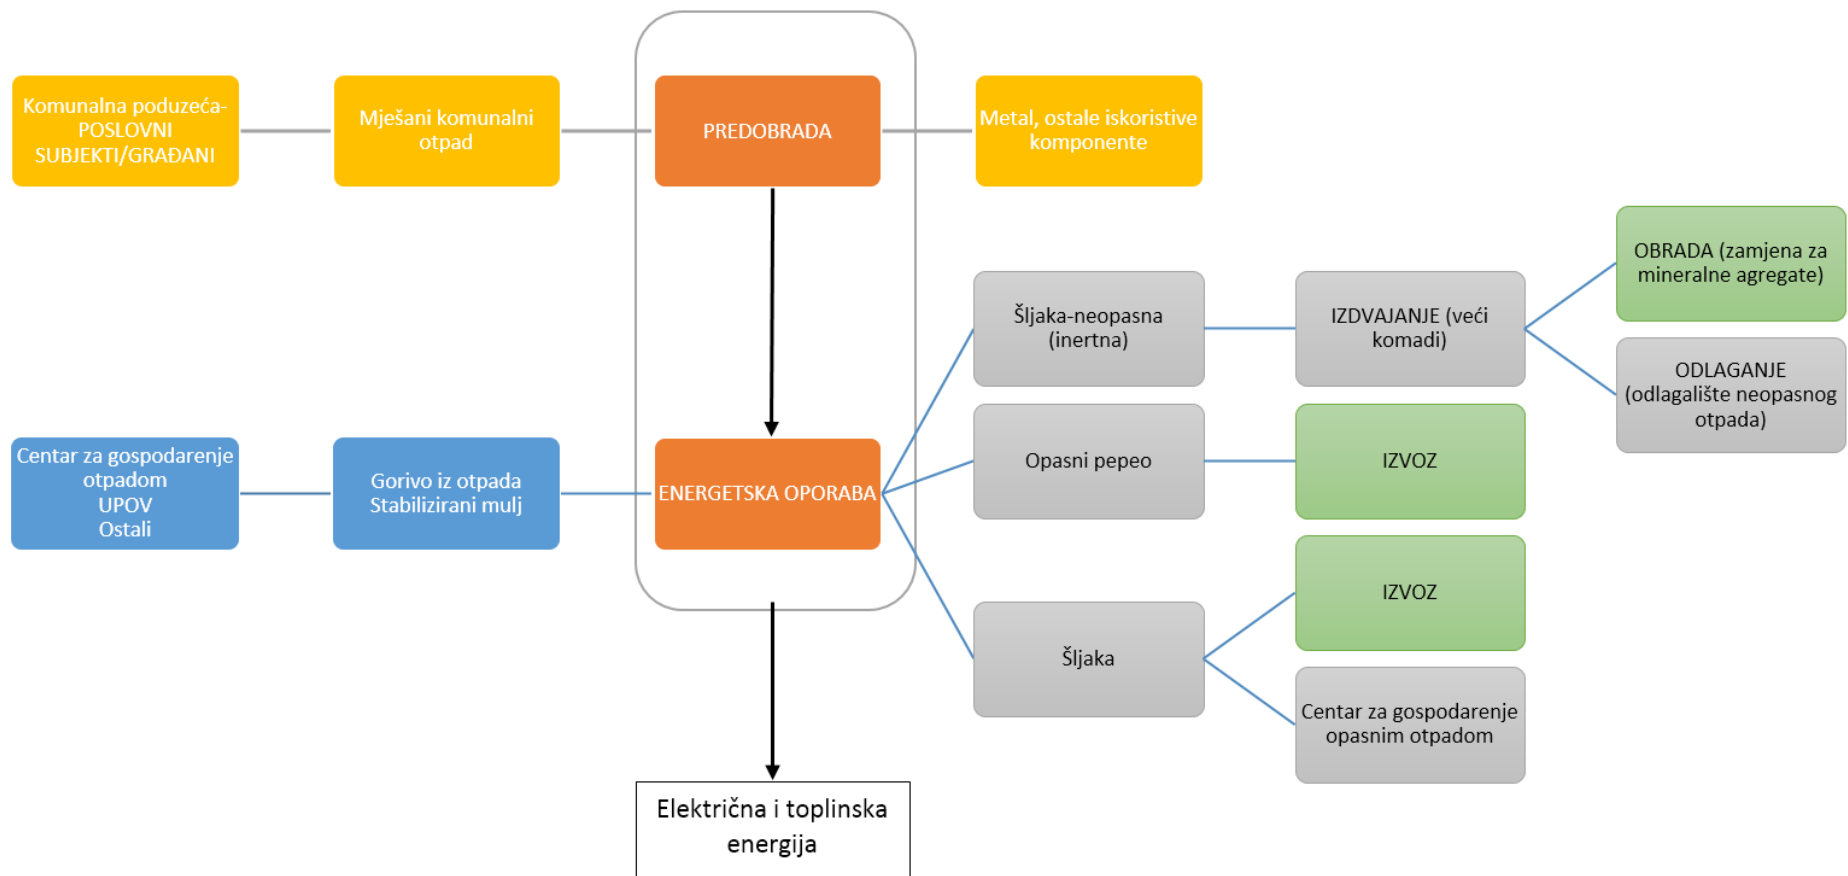 Komunalna poduzeća-
POSLOVNI
SUBJEKTI/GRAĐANI
Mješani komunalni
otpad
PREDOBRADA
Metal, ostale iskoristive
komponente
OBRADA (zamjena za
mineralne agregate)
Šljaka-neopasna
(inertna)
IZDVAJANJE (veći
komadi)
ODLAGANJE
(odlagalište neopasnog
otpada)
Centar za gospodarenje
otpadom
UPOV
Ostali
Gorivo iz otpada
Stabilizirani mulj
ENERGETSKA OPORABA
Opasni pepeo
IZVOZ
IZVOZ
Šljaka
Centar za gospodarenje
opasnim otpadom
Elęktrična i toplinska
energija